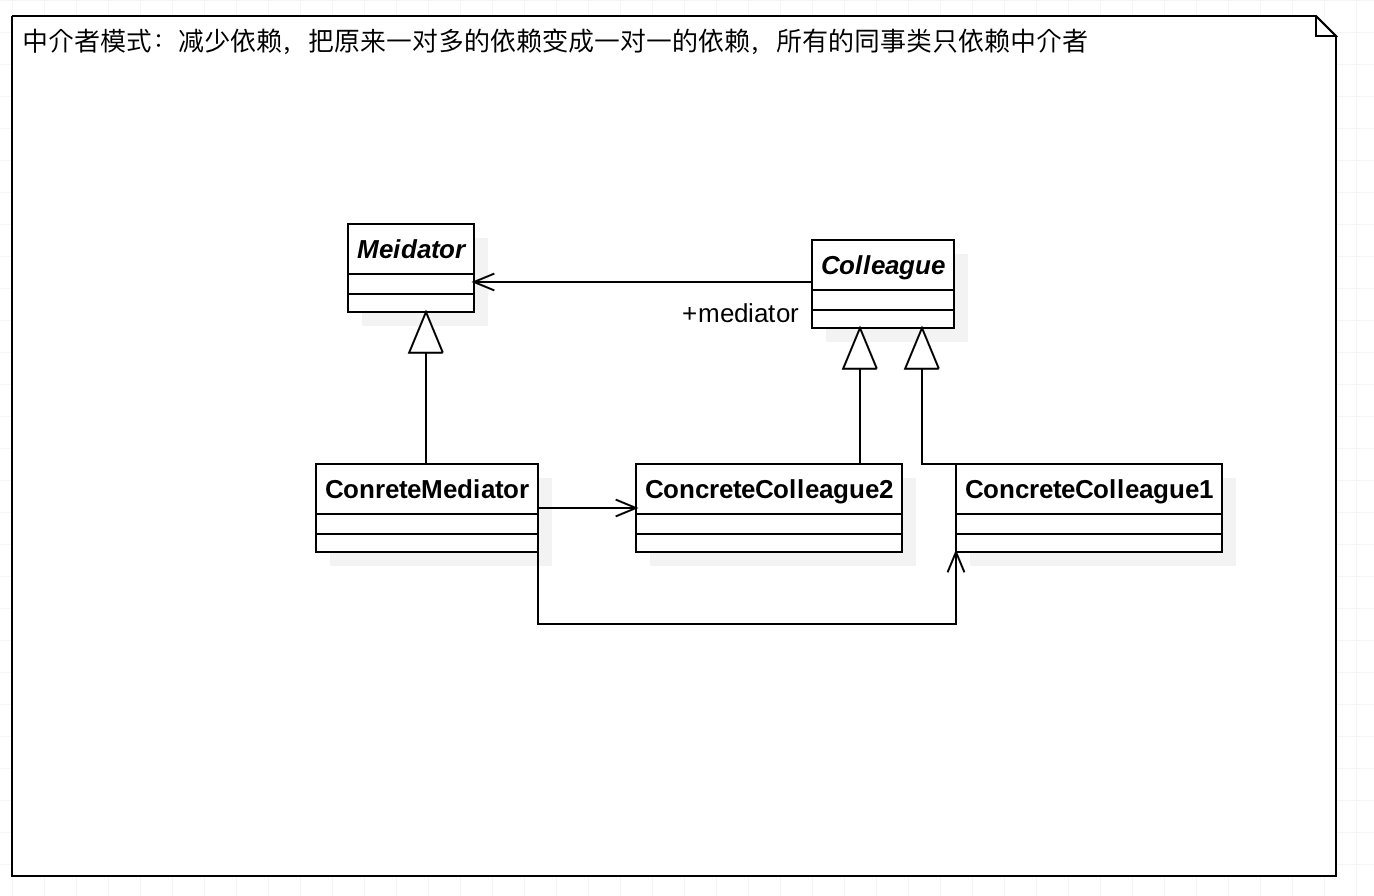 中介者模式：减少依赖，把原来一对多的依赖变成一对一的依赖，所有的同事类只依赖中介者
Meidator
Colleague
+mediator
ConreteMediator
ConcreteColleague2
ConcreteColleague1